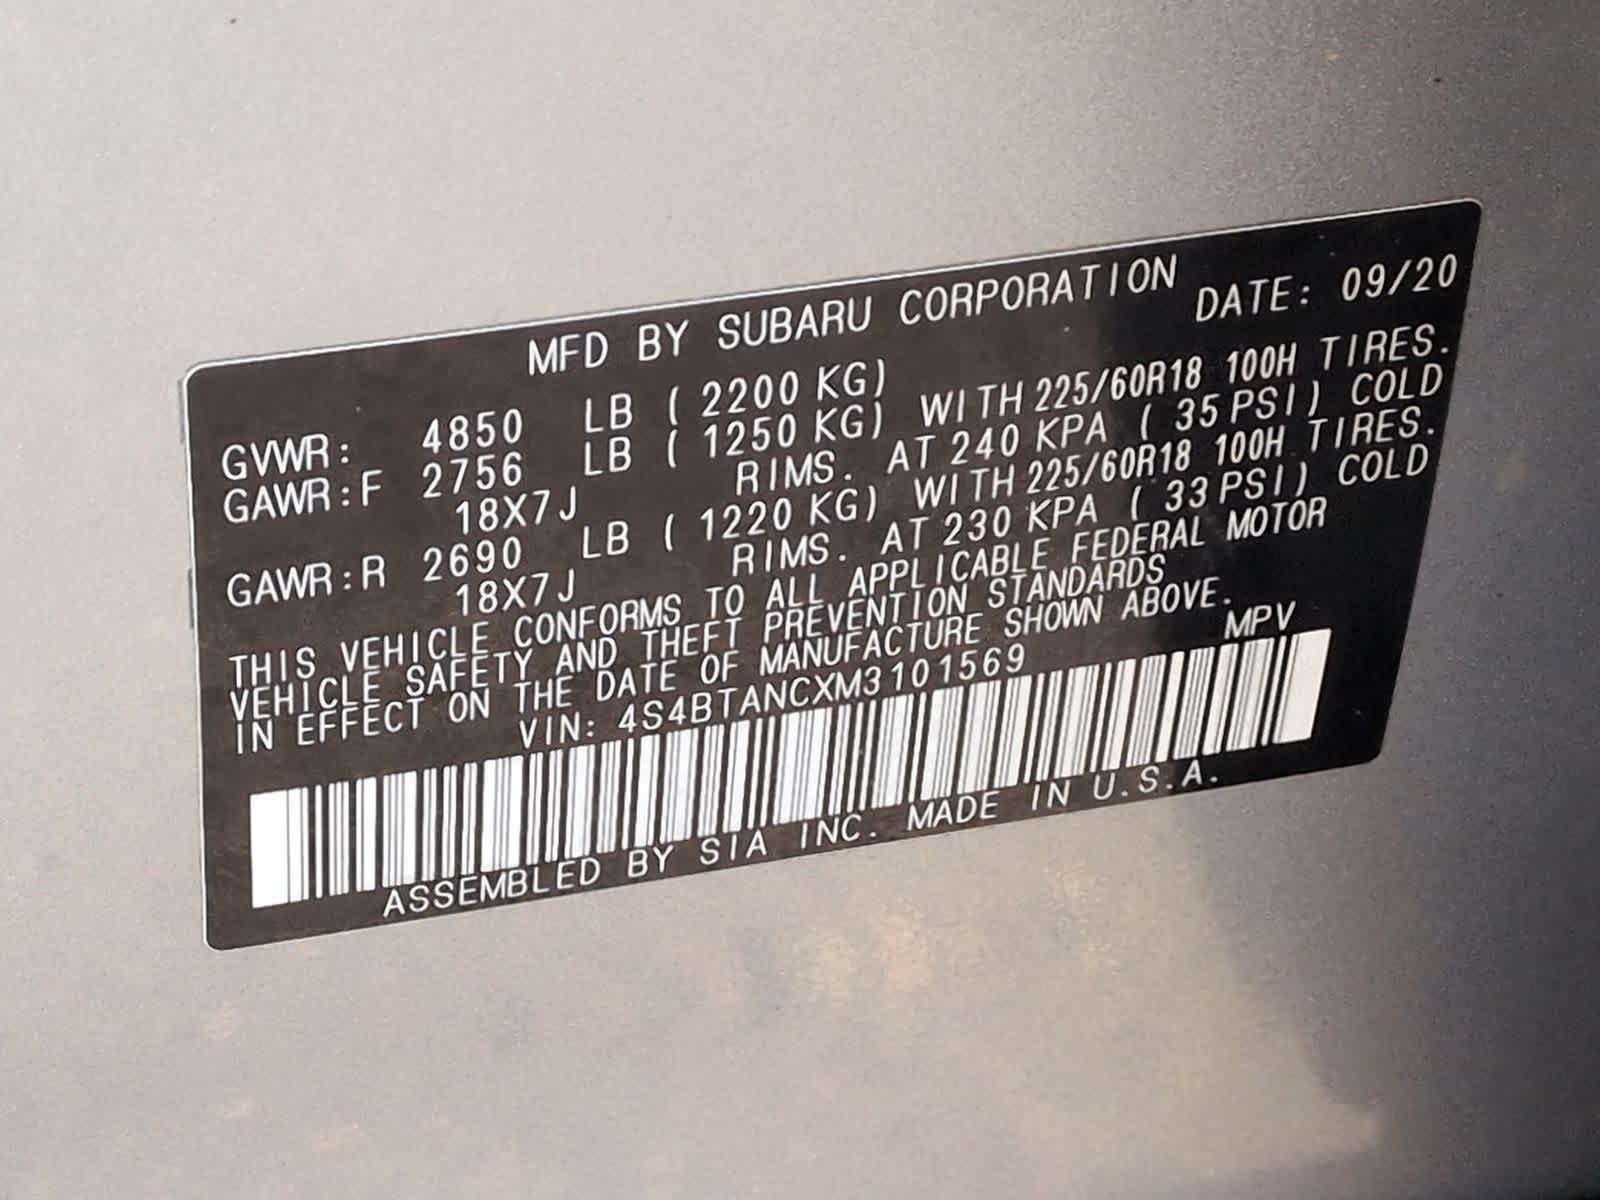 MFD BY SUBARU CORPORATION
DATE: 09/20
GVWR: 4850 LB ( 2200 KG)
GAWR:F 2756 LB ( 1250 KG) WITH 225/60R18 100H TIRES.
18X7J RIMS. AT 240 KPA ( 35 PSI) COLD
GAWR:R 2690 LB ( 1220 KG) WITH 225/60R18 100H TIRES.
18X7J RIMS. AT 230 KPA ( 33 PSI) COLD
THIS VEHICLE CONFORMS TO ALL APPLICABLE FEDERAL MOTOR
VEHICLE SAFETY AND THEFT PREVENTION STANDARDS
IN EFFECT ON THE DATE OF MANUFACTURE SHOWN ABOVE.
VIN: 4S4BTANCXM3101569 MPV
ASSEMBLED BY SIA INC. MADE IN U.S.A.